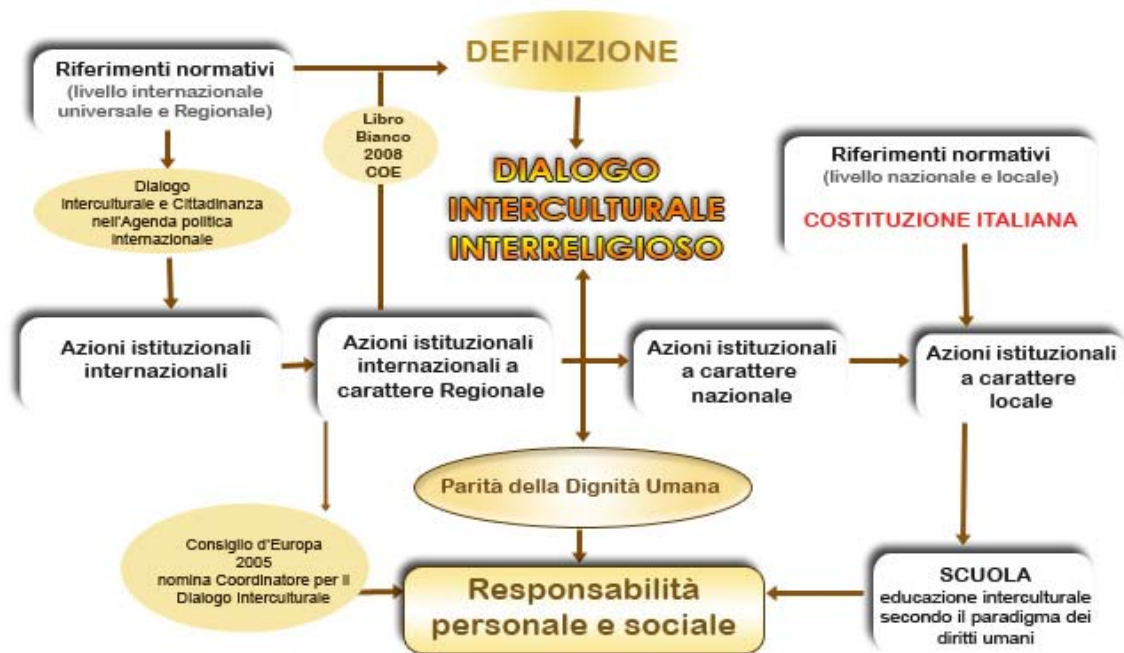 DEFINIZIONE
Riferimenti normativi
(livello internazionale
universale e Regionale)
Libro
Bianco
2008
COE
Dialogo
Interculturale e Cittadinanza
nell'Agenda politica
Internazionale
DIALOGO
INTERCULTURALE
INTERRELIGIOSO
Riferimenti normativi
(livello nazionale e locale)
COSTITUZIONE ITALIANA
Azioni istituzionali
internazionali
Azioni istituzionali
internazionali a
carattere Regionale
Azioni istituzionali
a carattere
nazionale
Azioni istituzionali
a carattere
locale
Parità della Dignità Umana
Consiglio d'Europa
2005
nomina Coordinatore per il
Dialogo Interculturale
Responsabilità
personale e sociale
SCUOLA
educazione interculturale
secondo il paradigma dei
diritti umani